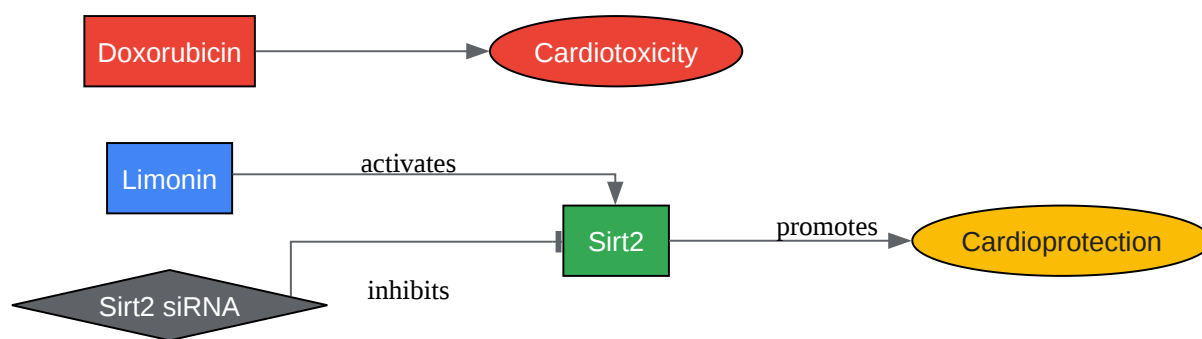 Doxorubicin
Cardiotoxicity
Limonin
activates
Sirt2
promotes
Cardioprotection
Sirt2 siRNA
inhibits